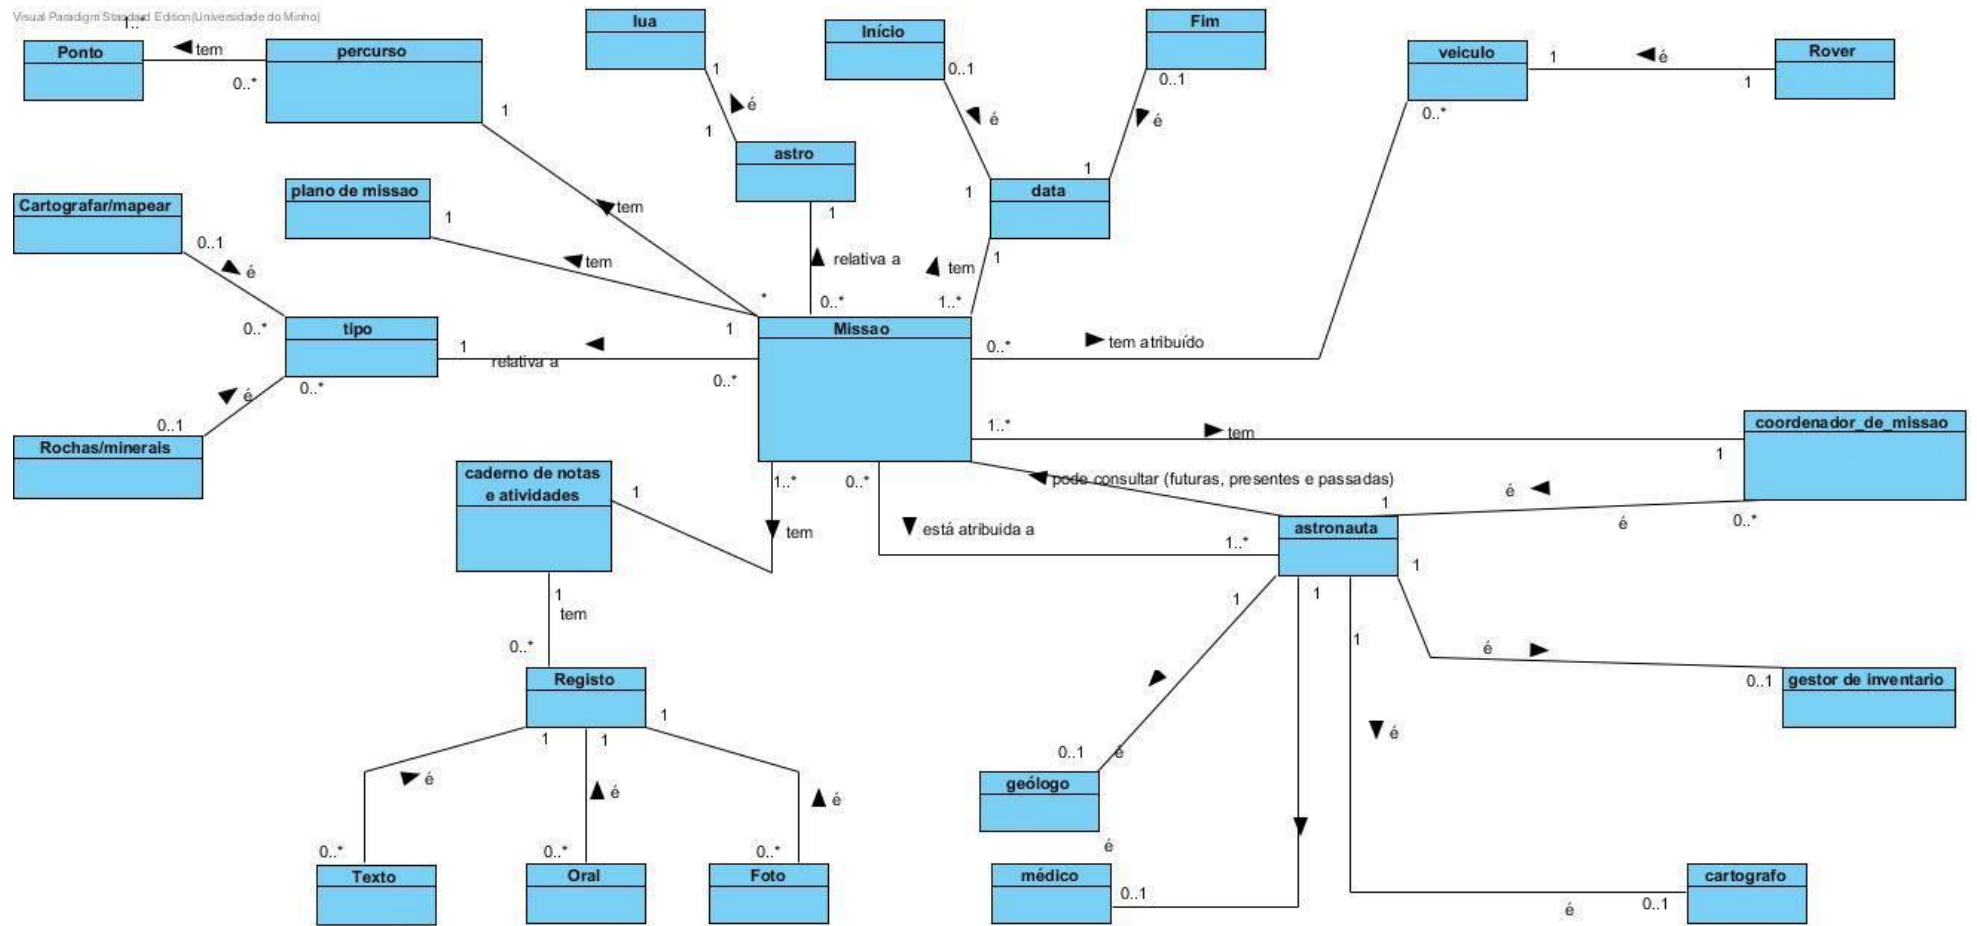 Visual Paradigm Standard Edition(Universidade do Minho)
1..*
Ponto
tem
percurso
0..*
1
lua
1
é
1
astro
1
Início
0..1
é
1
Fim
0..1
é
1
data
1
veiculo
1
é
1
Rover
0..*
plano de missao
1
tem
tem
relativa a
tem
Cartografar/mapear
0..1
é
0..*
tipo
1
relativa a
0..*
é
0..1
Rochas/minerais
*
1
0..*
1..*
Missao
0..*
0..*
tem atribuído
1..*
tem
1
coordenador_de_missao
caderno de notas
e atividades
1
1..*
tem
0..*
está atribuida a
pode consultar (futuras, presentes e passadas)
1
é
é
0..*
1..*
astronauta
1
1
1
1
tem
0..*
1
Registo
1
1
1
é
é
é
0..*
0..*
0..*
Texto
Oral
Foto
é
0..1
gestor de inventario
é
0..1
é
geólogo
é
médico
0..1
é
0..1
cartografo